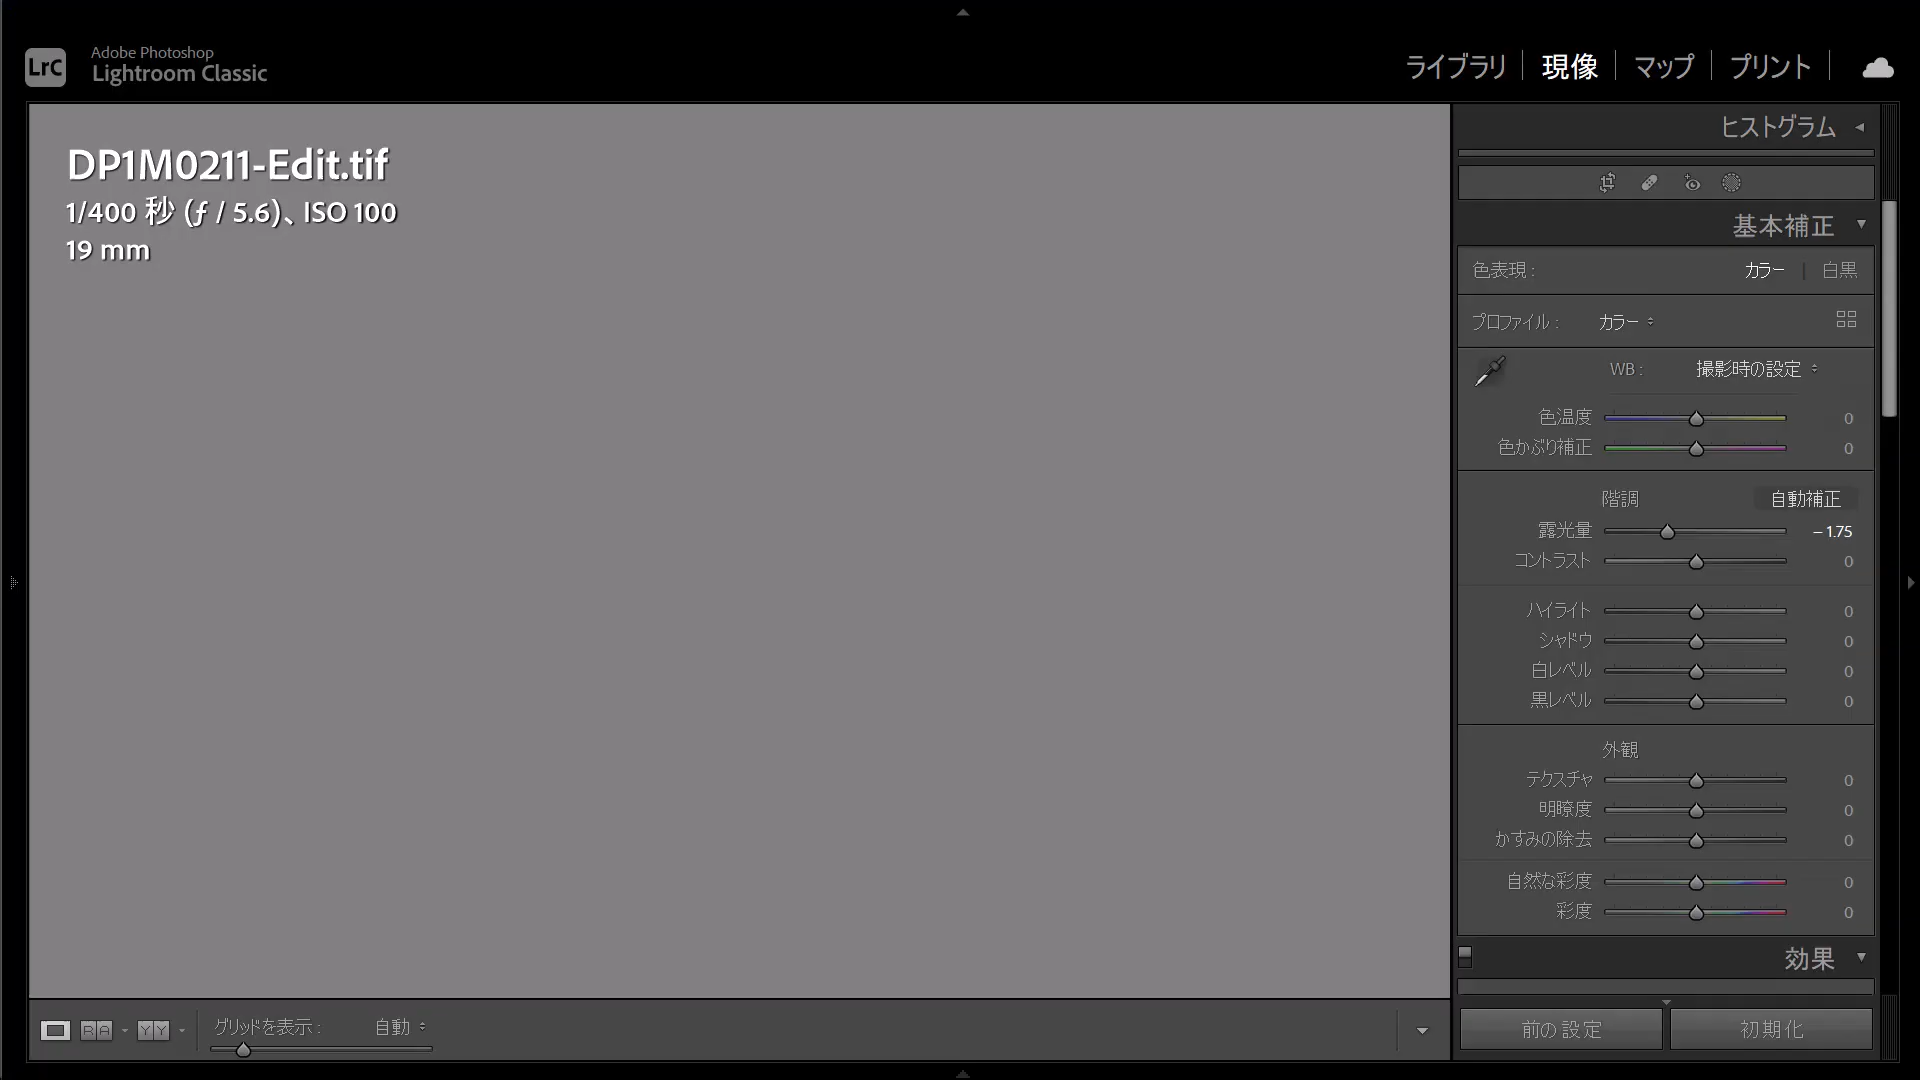 LrC
Adobe Photoshop
Lightroom Classic
ライブラリ 現像 マップ プリント
DP1M0211-Edit.tif
1/400 秒 (ƒ / 5.6)、ISO 100
19 mm
ヒストグラム
基本補正
色表現 : カラー 白黒
プロファイル : カラー
WB : 撮影時の設定
色温度 0
色かぶり補正 0
階調 自動補正
露光量 – 1.75
コントラスト 0
ハイライト 0
シャドウ 0
白レベル 0
黒レベル 0
外観
テクスチャ 0
明瞭度 0
かすみの除去 0
自然な彩度 0
彩度 0
効果
R A Y Y グリッドを表示 : 自動
前の設定 初期化